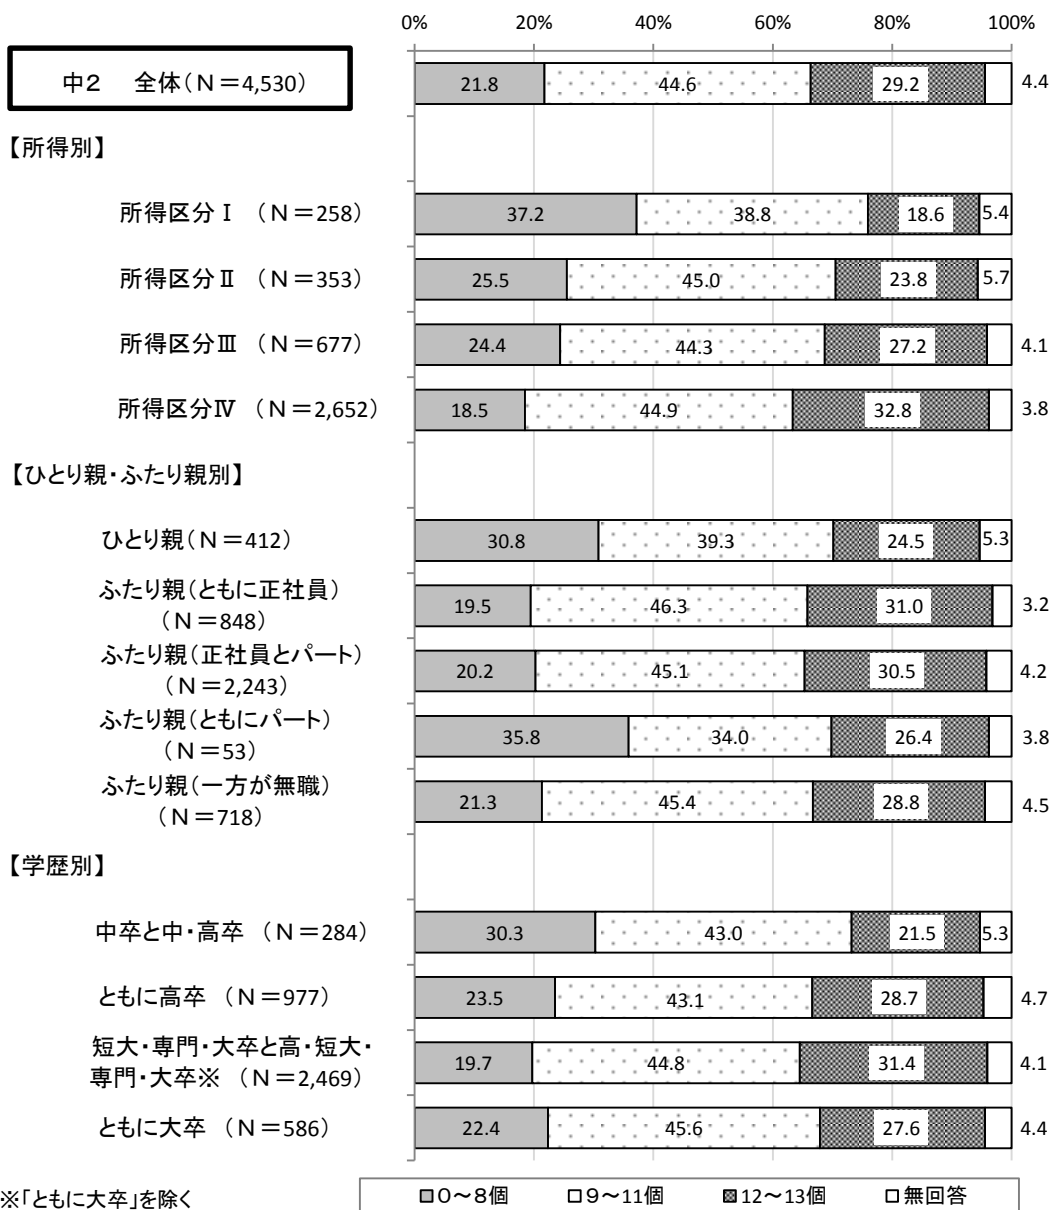 0% 20% 40% 60% 80% 100%
中2 全体(N=4,530) 21.8 44.6 29.2 4.4
【所得別】
所得区分Ⅰ (N=258) 37.2 38.8 18.6 5.4
所得区分Ⅱ (N=353) 25.5 45.0 23.8 5.7
所得区分Ⅲ (N=677) 24.4 44.3 27.2 4.1
所得区分Ⅳ (N=2,652) 18.5 44.9 32.8 3.8
【ひとり親・ふたり親別】
ひとり親(N=412) 30.8 39.3 24.5 5.3
ふたり親(ともに正社員)
(N=848) 19.5 46.3 31.0 3.2
ふたり親(正社員とパート)
(N=2,243) 20.2 45.1 30.5 4.2
ふたり親(ともにパート)
(N=53) 35.8 34.0 26.4 3.8
ふたり親(一方が無職)
(N=718) 21.3 45.4 28.8 4.5
【学歴別】
中卒と中・高卒 (N=284) 30.3 43.0 21.5 5.3
ともに高卒 (N=977) 23.5 43.1 28.7 4.7
短大・専門・大卒と高・短大・
専門・大卒※ (N=2,469) 19.7 44.8 31.4 4.1
ともに大卒 (N=586) 22.4 45.6 27.6 4.4
※「ともに大卒」を除く
0~8個 9~11個 12~13個 無回答